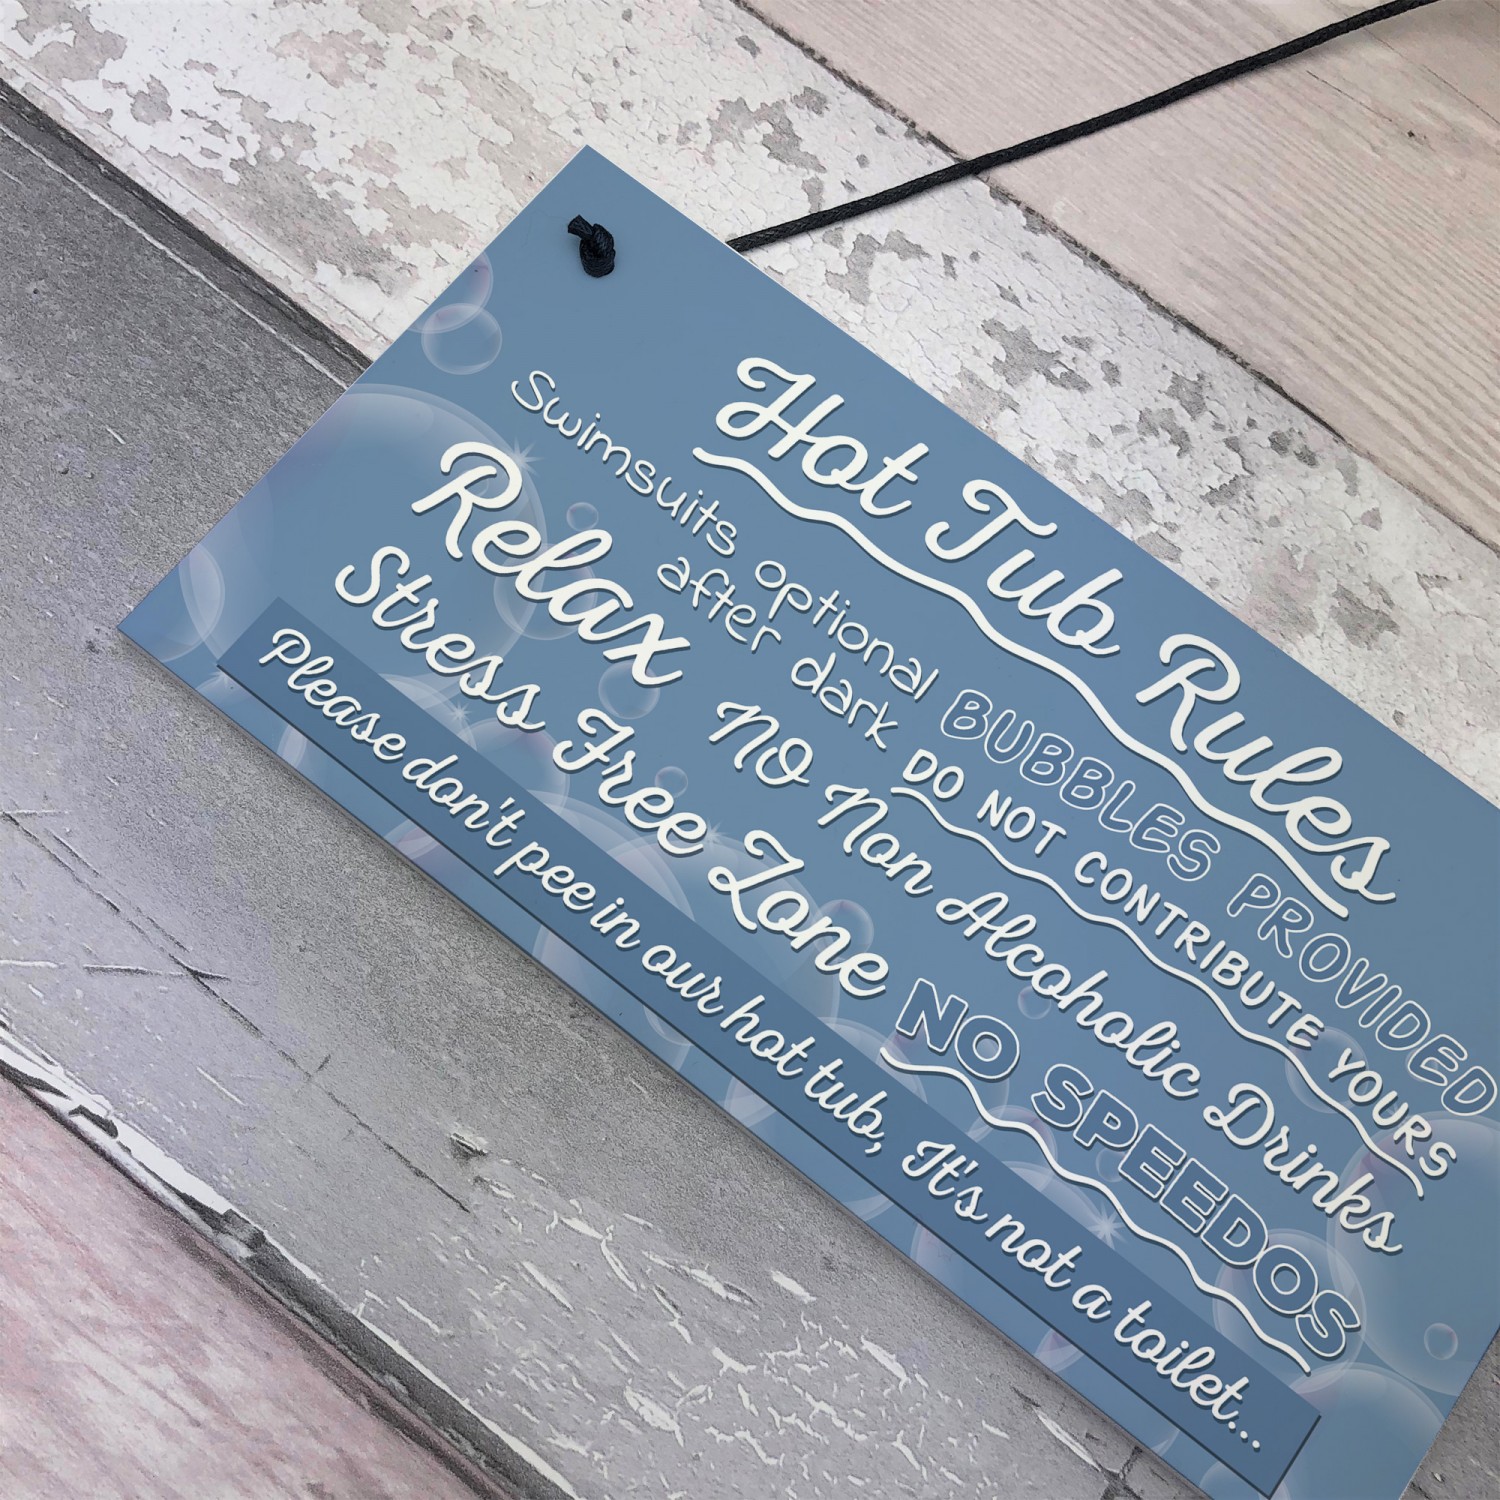 Hot Tub Rules
Swimsuits optional
after dark
BUBBLES PROVIDED
DO NOT CONTRIBUTE YOURS
Relax
NO Non Alcoholic Drinks
Stress Free Zone
NO SPEEDOS
Please don't pee in our hot tub, It's not a toilet...